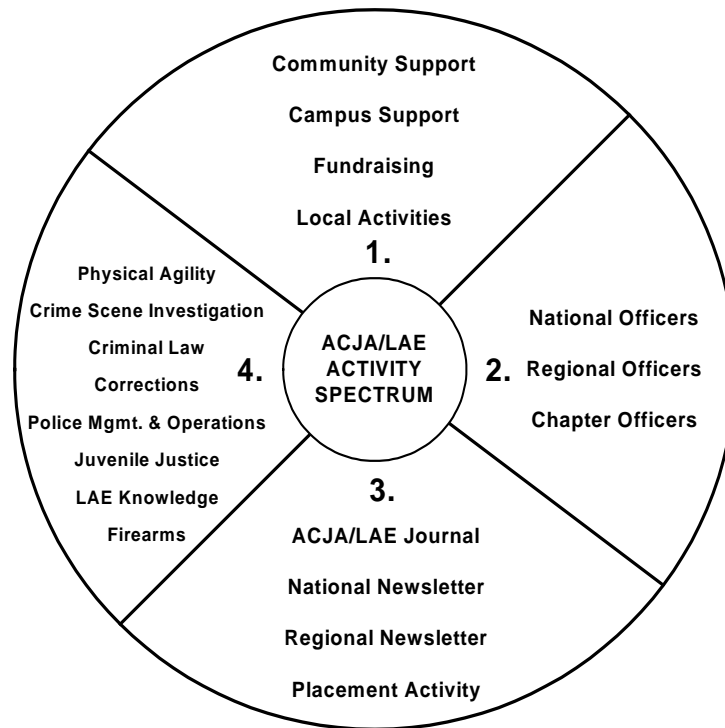 Community Support
Campus Support
Fundraising
Local Activities
1.
National Officers
Regional Officers
Chapter Officers
2.
3.
ACJA/LAE Journal
National Newsletter
Regional Newsletter
Placement Activity
Physical Agility
Crime Scene Investigation
Criminal Law
Corrections
Police Mgmt. & Operations
Juvenile Justice
LAE Knowledge
Firearms
4.
ACJA/LAE
ACTIVITY
SPECTRUM